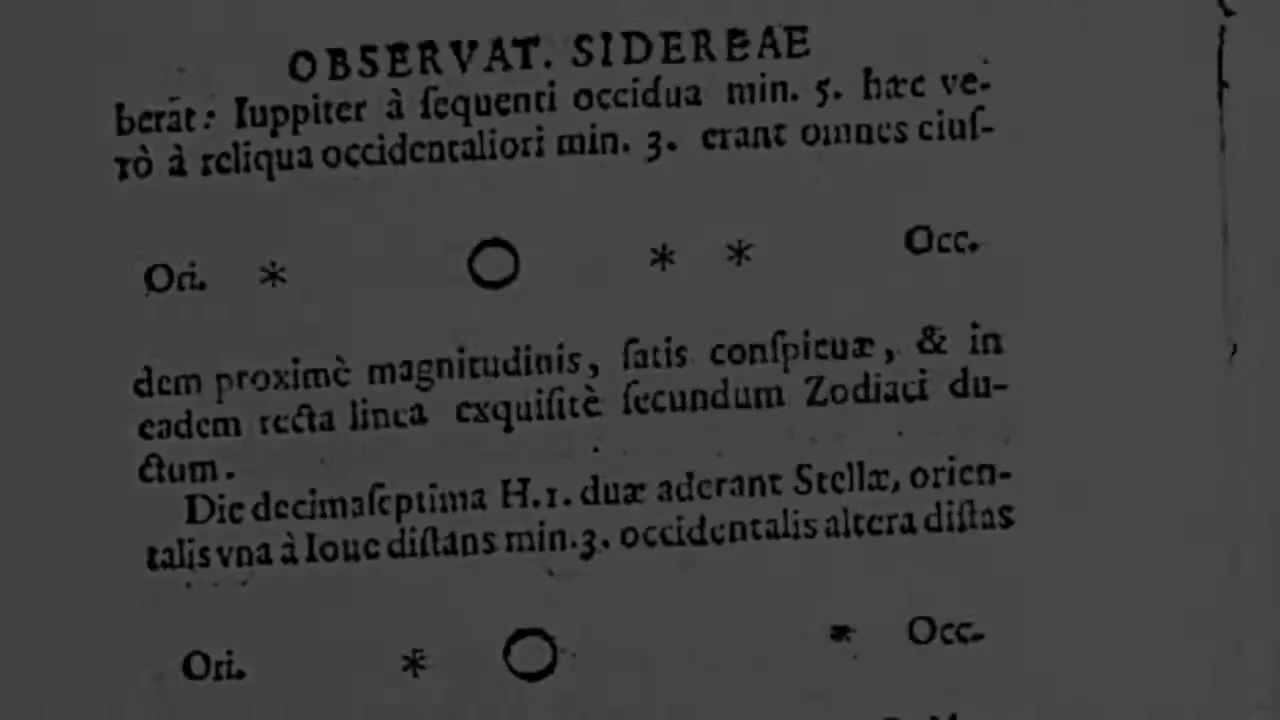 OBSERVAT. SIDEREAE
berāt: Iuppiter à ſequenti occidua min. 5. hæc ve-
rò à reliqua occidentaliori min. 3. erant omnes eiuſ-
Ori. * O * * Occ.
dem proximè magnitudinis, ſatis conſpicuæ, & in
eadem recta linea exquiſitè ſecundum Zodiaci du-
ctum.
Die decimaſeptima H.1. duæ aderant Stellæ, orien-
talis vna à Ioue diſtans min.3. occidentalis altera diſtās
Ori. * O * Occ.